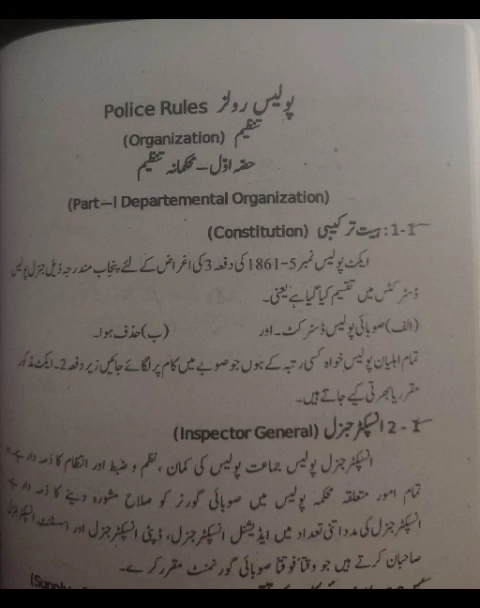 پولیس رولز Police Rules
تنظیم (Organization)
حصّہ اوّل – محکمانہ تنظیم
(Part–I Departemental Organization)
1-1: ہیت ترکیبی (Constitution)
ایکٹ پولیس نمبر 5-1861 کی دفعہ 3 کی اغراض کے لئے پنجاب مندرجہ ذیل جنرل پولیس
ڈسٹرکٹس میں تقسیم کیا گیا ہے یعنی۔
(الف) صوبائی پولیس ڈسٹرکٹ۔ اور (ب) حذف ہوا۔
تمام اہلیان پولیس خواہ کسی رتبہ کے ہوں جو صوبے میں کام پر لگائے جائیں زیر دفعہ 2۔ ایکٹ مذکور
مقرر یا بھرتی کیے جاتے ہیں۔
1 - 2 انسپکٹر جنرل (Inspector General)
انسپکٹر جنرل پولیس جماعت پولیس کی کمان ، نظم و ضبط اور انتظام کا ذمہ دار ہے۔
تمام امور متعلقہ محکمہ پولیس میں صوبائی گورنر کو صلاح مشورہ دینے کا ذمہ دار ہے
انسپکٹر جنرل کی مدد اتنی تعداد میں ایڈیشنل انسپکٹر جنرل، ڈپٹی انسپکٹر جنرل اور اسسٹنٹ انسپکٹر جنرل
صاحبان کرتے ہیں جو وقتاً فوقتاً صوبائی گورنمنٹ مقرر کرے۔
(Supply